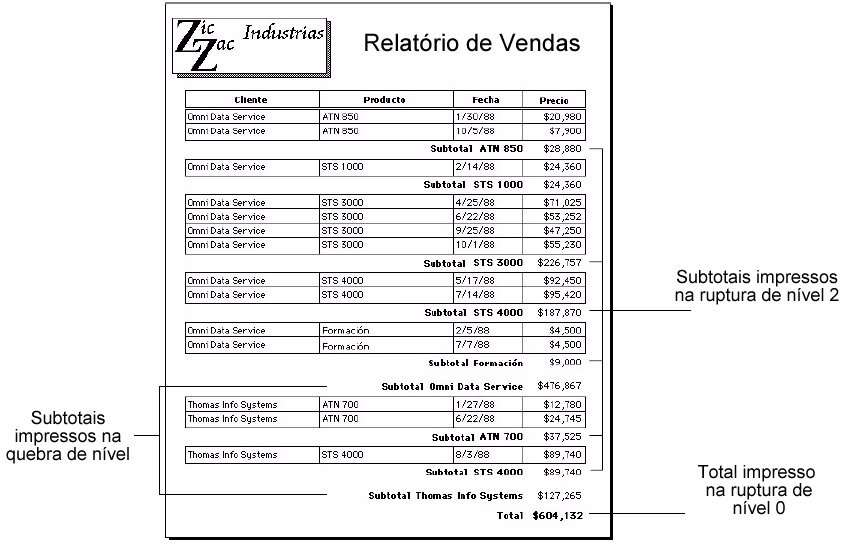 Zic Zac Industrias
Relatório de Vendas
Cliente Producto Fecha Precio
Omni Data Service ATN 850 1/30/88 $20,980
Omni Data Service ATN 850 10/5/88 $7,900
Subtotal ATN 850 $28,880
Omni Data Service STS 1000 2/14/88 $24,360
Subtotal STS 1000 $24,360
Omni Data Service STS 3000 4/25/88 $71,025
Omni Data Service STS 3000 6/22/88 $53,252
Omni Data Service STS 3000 9/25/88 $47,250
Omni Data Service STS 3000 10/1/88 $55,230
Subtotal STS 3000 $226,757
Omni Data Service STS 4000 5/17/88 $92,450
Omni Data Service STS 4000 7/14/88 $95,420
Subtotal STS 4000 $187,870
Omni Data Service Formación 2/5/88 $4,500
Omni Data Service Formación 7/7/88 $4,500
Subtotal Formación $9,000
Subtotal Omni Data Service $476,867
Thomas Info Systems ATN 700 1/27/88 $12,780
Thomas Info Systems ATN 700 6/22/88 $24,745
Subtotal ATN 700 $37,525
Thomas Info Systems STS 4000 8/3/88 $89,740
Subtotal STS 4000 $89,740
Subtotal Thomas Info Systems $127,265
Total $604,132
Subtotais
impressos na
quebra de nível
Subtotais impressos
na ruptura de nível 2
Total impresso
na ruptura de
nível 0